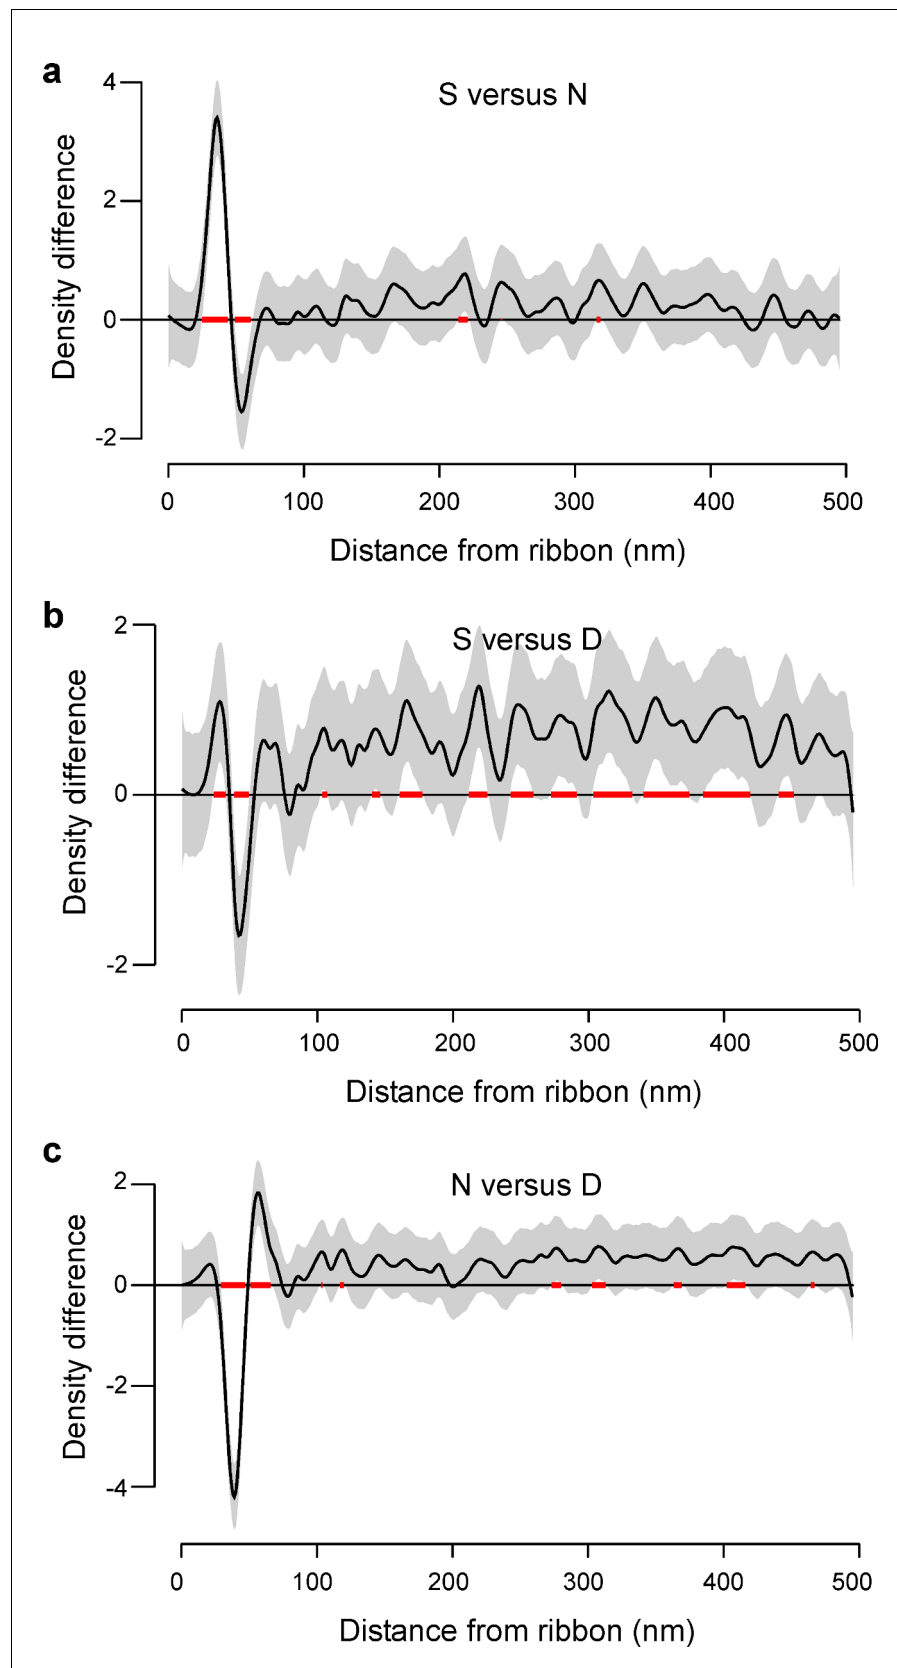 a
S versus N
Density difference
4
2
0
-2
0 100 200 300 400 500
Distance from ribbon (nm)
b
S versus D
Density difference
2
0
-2
0 100 200 300 400 500
Distance from ribbon (nm)
c
N versus D
Density difference
2
0
-2
-4
0 100 200 300 400 500
Distance from ribbon (nm)